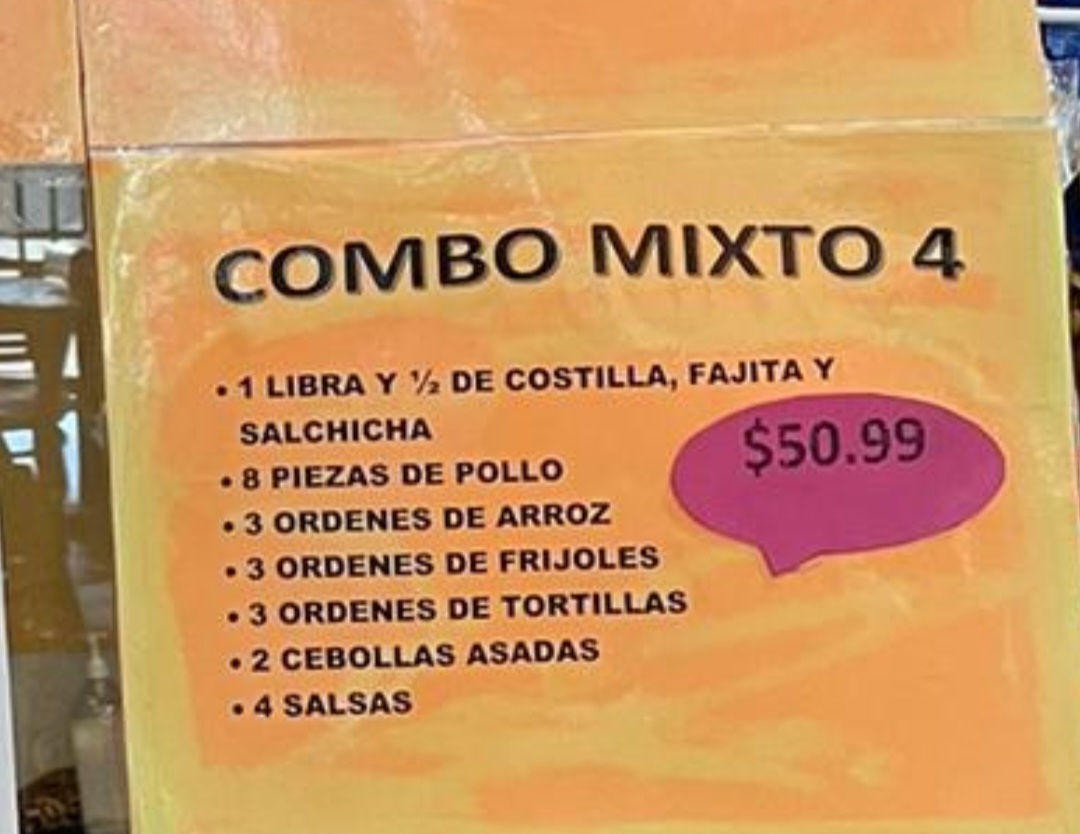 COMBO MIXTO 4
• 1 LIBRA Y ½ DE COSTILLA, FAJITA Y
SALCHICHA
$50.99
• 8 PIEZAS DE POLLO
• 3 ORDENES DE ARROZ
• 3 ORDENES DE FRIJOLES
• 3 ORDENES DE TORTILLAS
• 2 CEBOLLAS ASADAS
• 4 SALSAS